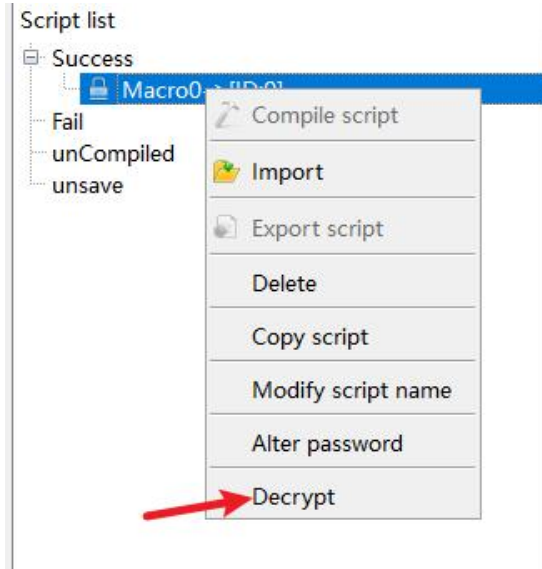 Script list
Success
Macro0
Compile script
Fail
unCompiled
Import
unsave
Export script
Delete
Copy script
Modify script name
Alter password
Decrypt